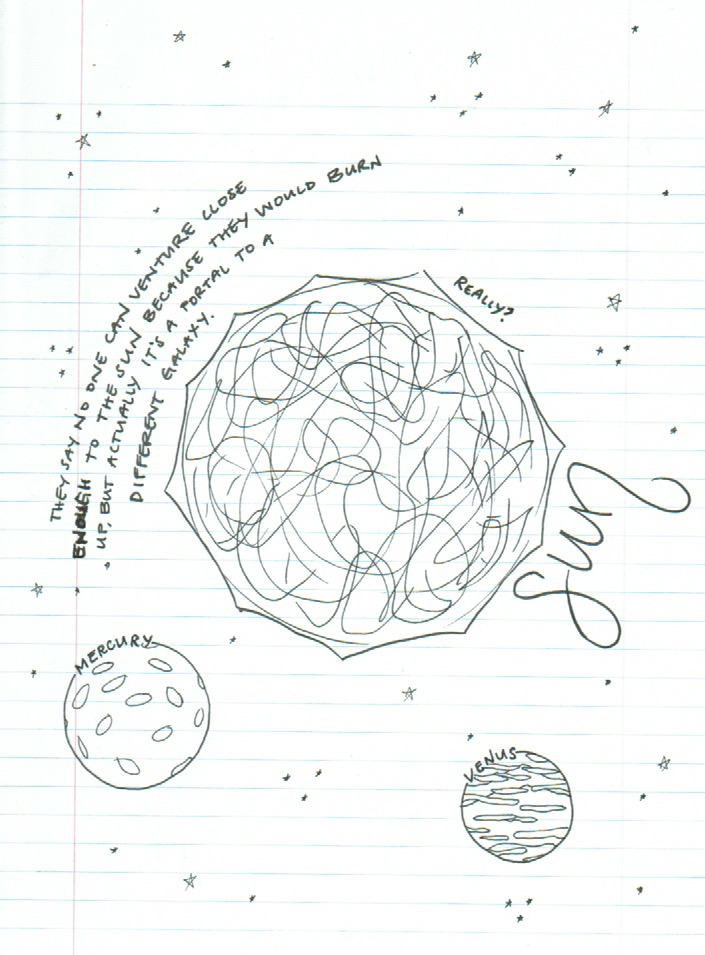 THEY SAY NO ONE CAN VENTURE CLOSE
ENOUGH TO THE SUN BECAUSE THEY WOULD BURN
UP, BUT ACTUALLY IT'S A PORTAL TO A
DIFFERENT GALAXY.
REALLY?
Sun
MERCURY
VENUS